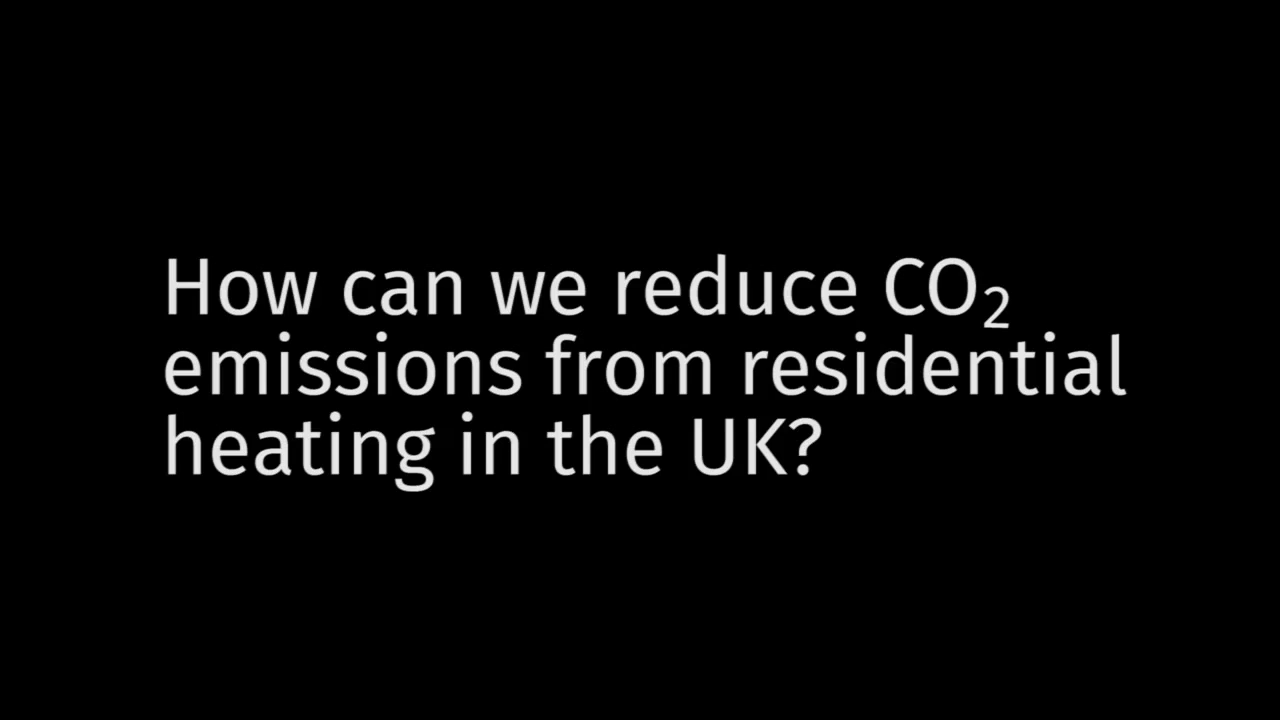 How can we reduce CO₂
emissions from residential
heating in the UK?